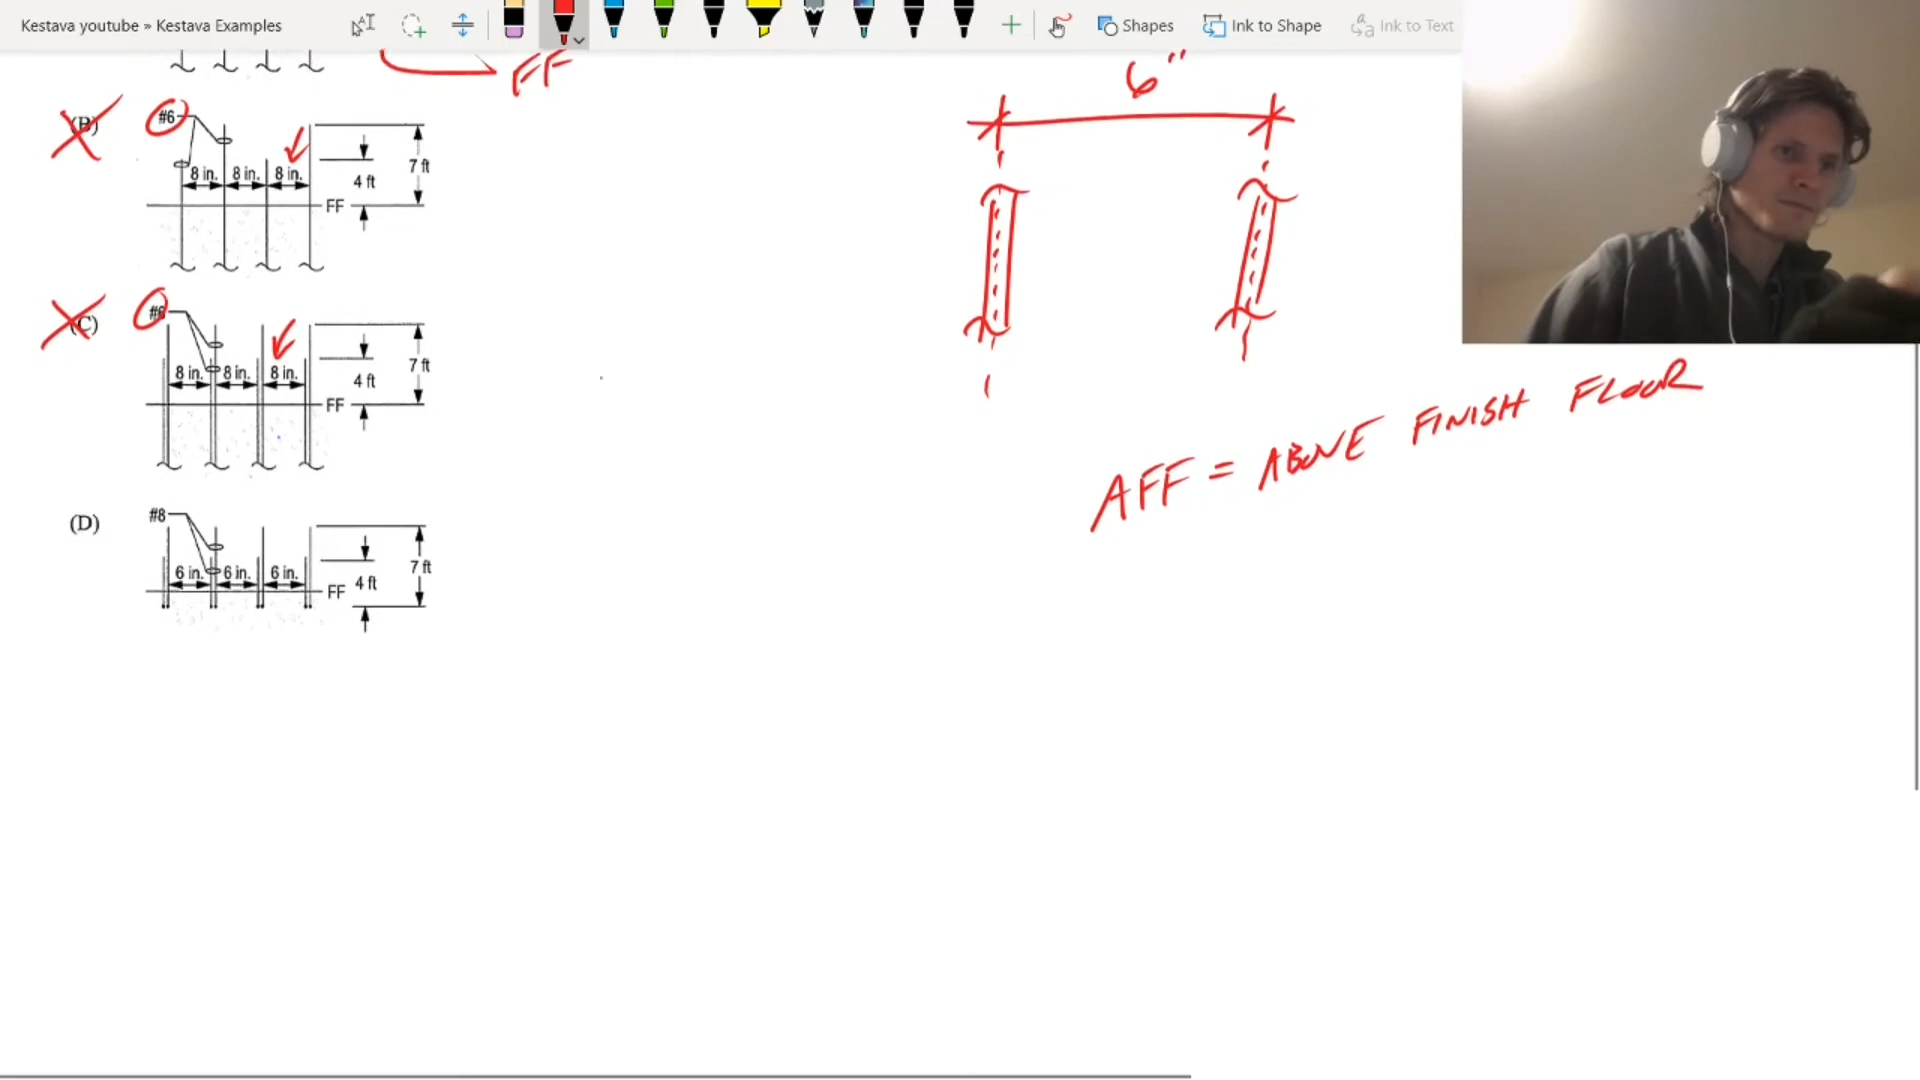 Kestava youtube » Kestava Examples
Shapes
Ink to Shape
Ink to Text
FF
6"
(B)
#6
8 in.
8 in.
8 in.
4 ft
7 ft
FF
(C)
8 in.
8 in.
8 in.
4 ft
7 ft
FF
AFF = ABOVE FINISH FLOOR
(D)
#8
6 in.
6 in.
6 in.
FF
4 ft
7 ft